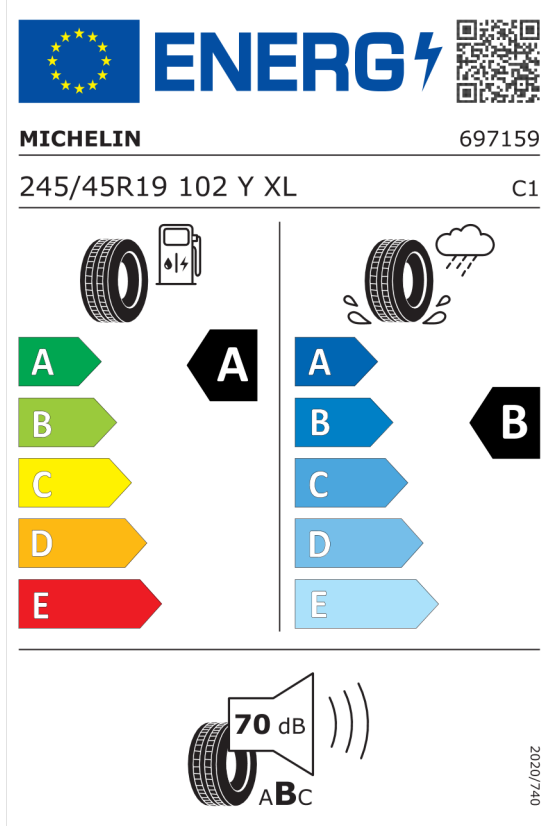 ENERG
MICHELIN 697159
245/45R19 102 Y XL C1
A A
B
C
D
E
A
B B
C
D
E
70 dB
ABC
2020/740